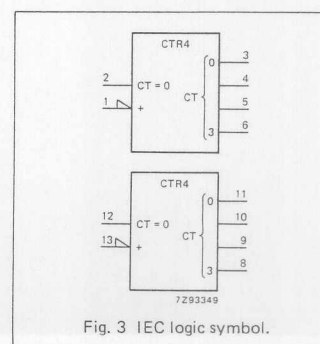 CTR4
0 3
2 CT = 0 4
CT
1 + 5
3 6
CTR4
0 11
12 CT = 0 10
CT
13 + 9
3 8
7Z93349
Fig. 3 IEC logic symbol.